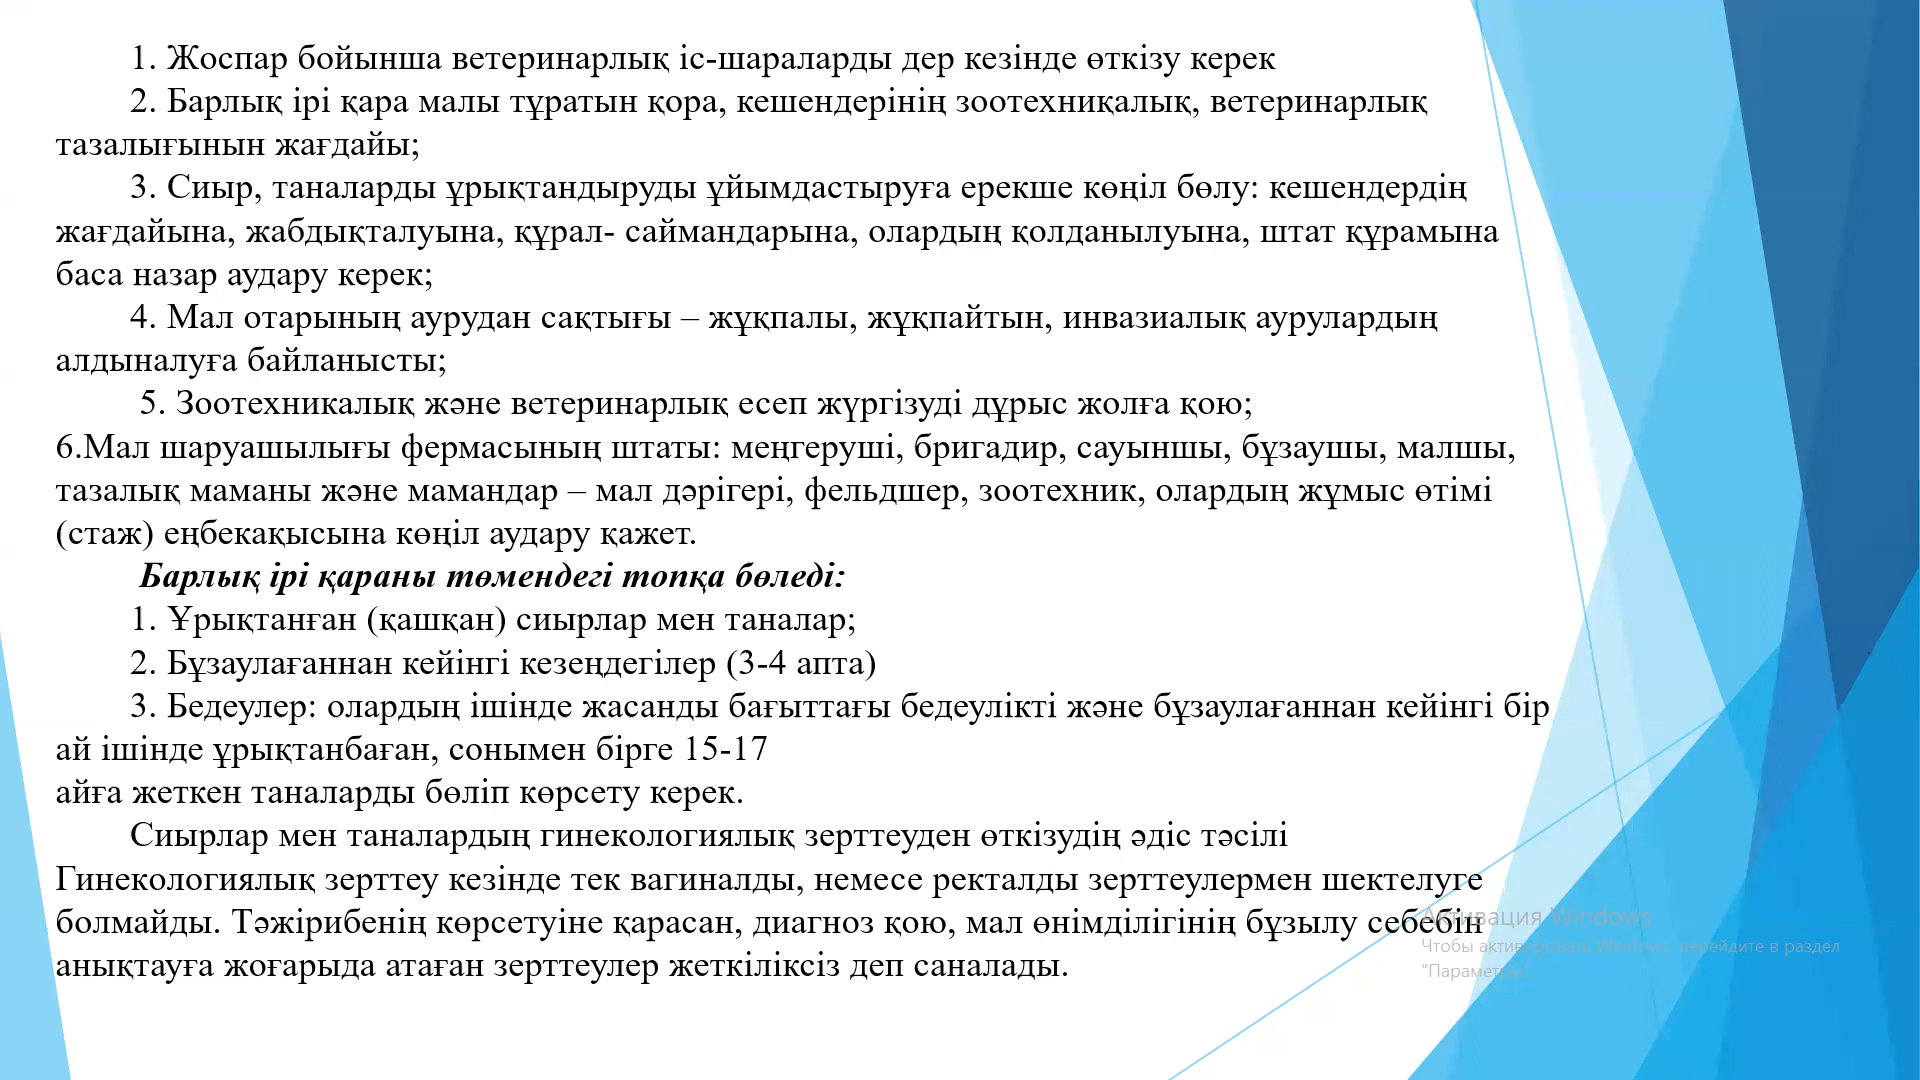 1. Жоспар бойынша ветеринарлық іс-шараларды дер кезінде өткізу керек
2. Барлық ірі қара малы тұратын қора, кешендерінің зоотехниқалық, ветеринарлық
тазалығынын жағдайы;
3. Сиыр, таналарды ұрықтандыруды ұйымдастыруға ерекше көңіл бөлу: кешендердің
жағдайына, жабдықталуына, құрал- саймандарына, олардың қолданылуына, штат құрамына
баса назар аудару керек;
4. Мал отарының аурудан сақтығы – жұқпалы, жұқпайтын, инвазиалық аурулардың
алдыналуға байланысты;
5. Зоотехникалық және ветеринарлық есеп жүргізуді дұрыс жолға қою;
6.Мал шаруашылығы фермасының штаты: меңгеруші, бригадир, сауыншы, бұзаушы, малшы,
тазалық маманы және мамандар – мал дәрігері, фельдшер, зоотехник, олардың жұмыс өтімі
(стаж) еңбекақысына көңіл аудару қажет.
Барлық ірі қараны төмендегі топқа бөледі:
1. Ұрықтанған (қашқан) сиырлар мен таналар;
2. Бұзаулағаннан кейінгі кезеңдегілер (3-4 апта)
3. Бедеулер: олардың ішінде жасанды бағыттағы бедеулікті және бұзаулағаннан кейінгі бір
ай ішінде ұрықтанбаған, сонымен бірге 15-17
айға жеткен таналарды бөліп көрсету керек.
Сиырлар мен таналардың гинекологиялық зерттеуден өткізудің әдіс тәсілі
Гинекологиялық зерттеу кезінде тек вагиналды, немесе ректалды зерттеулермен шектелуге
болмайды. Тәжірибенің көрсетуіне қарасан, диагноз қою, мал өнімділігінің бұзылу себебін
анықтауға жоғарыда атаған зерттеулер жеткіліксіз деп саналады.
Активация Windows
Чтобы активировать Windows, перейдите в раздел
"Параметры".